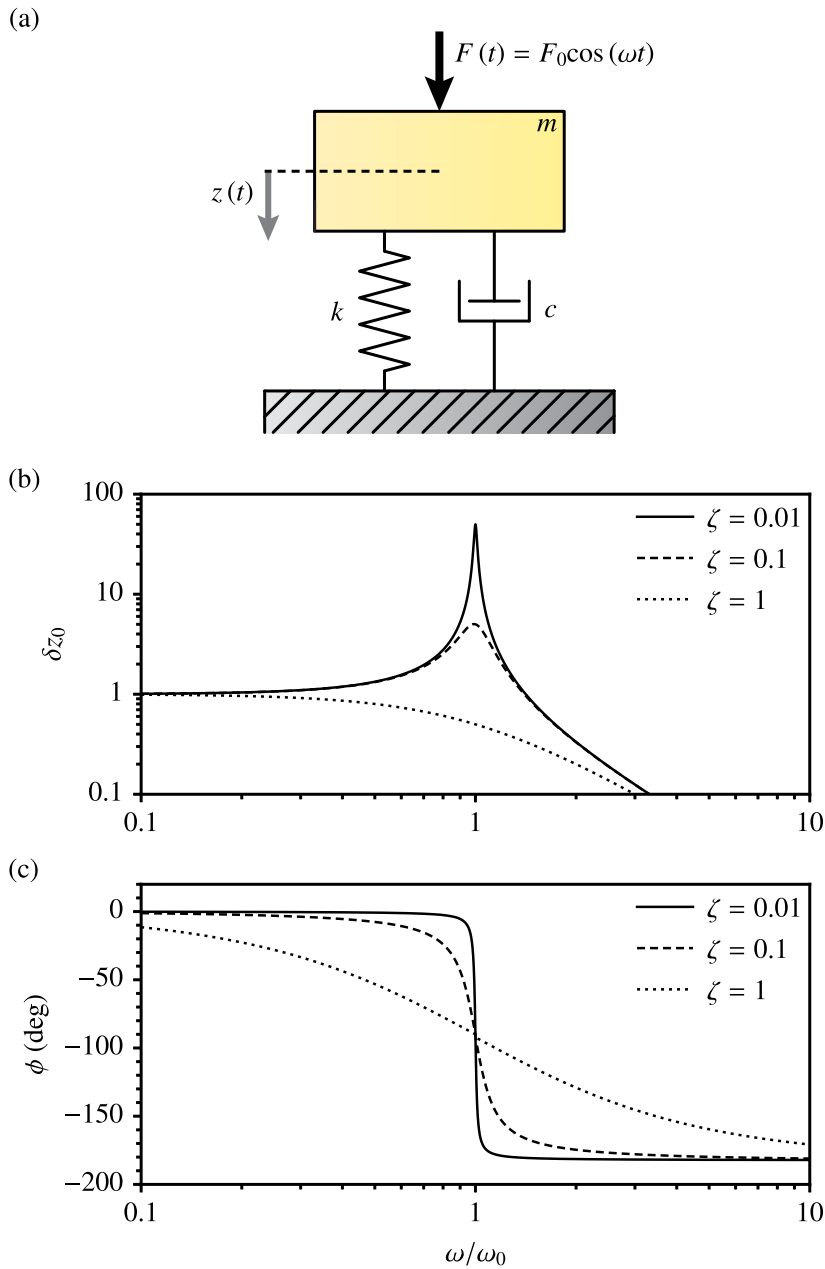 (a)
F (t) = F₀cos (ωt)
m
z (t)
k
c
(b)
100
10
1
0.1
δz₀
ζ = 0.01
ζ = 0.1
ζ = 1
0.1
1
10
(c)
0
−50
−100
−150
−200
ϕ (deg)
ζ = 0.01
ζ = 0.1
ζ = 1
0.1
1
10
ω/ω₀